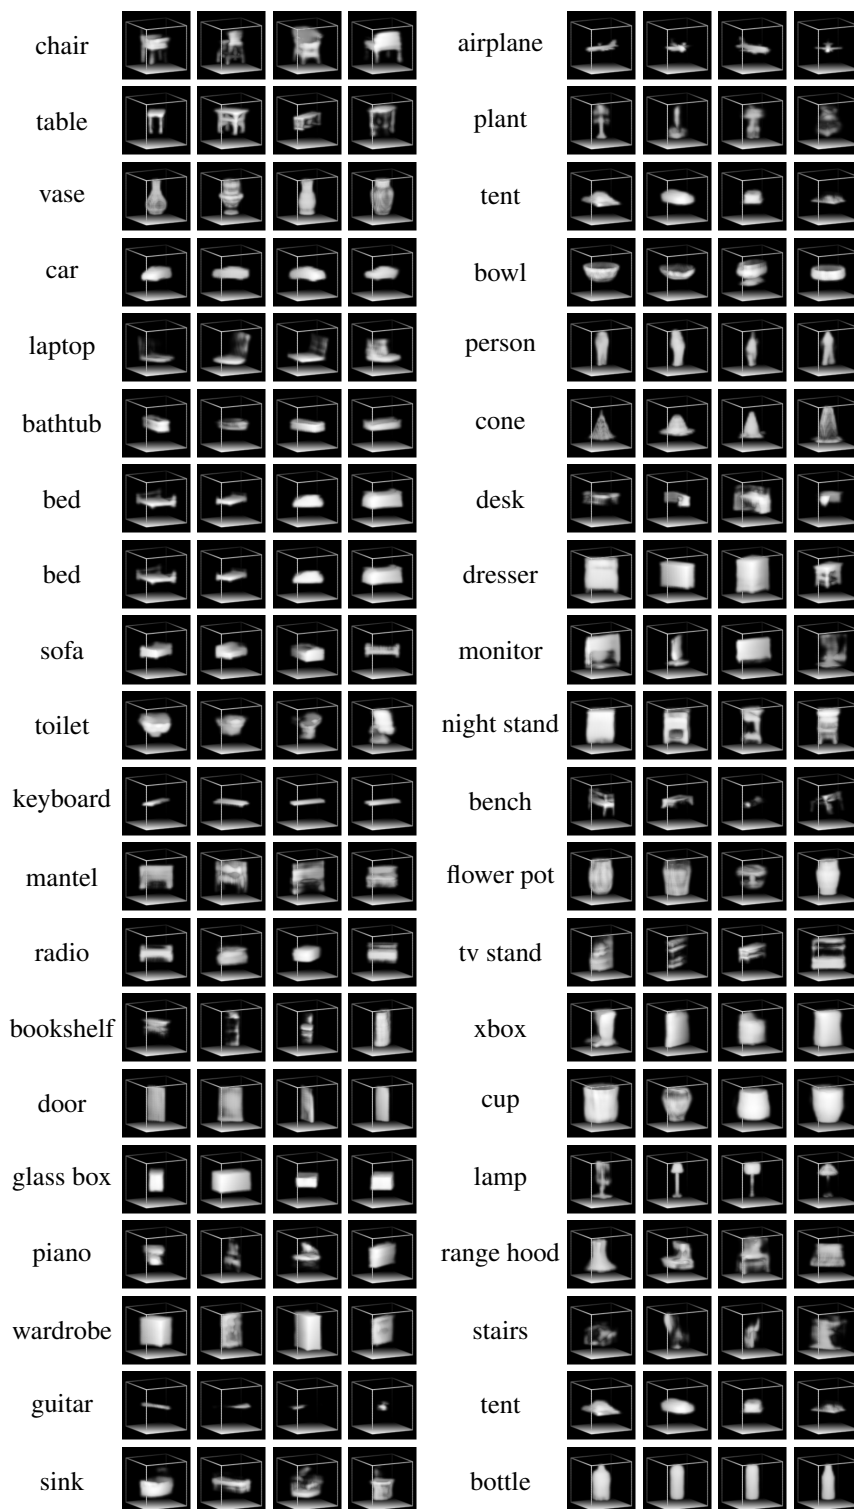 chair
table
vase
car
laptop
bathtub
bed
bed
sofa
toilet
keyboard
mantel
radio
bookshelf
door
glass box
piano
wardrobe
guitar
sink
airplane
plant
tent
bowl
person
cone
desk
dresser
monitor
night stand
bench
flower pot
tv stand
xbox
cup
lamp
range hood
stairs
tent
bottle